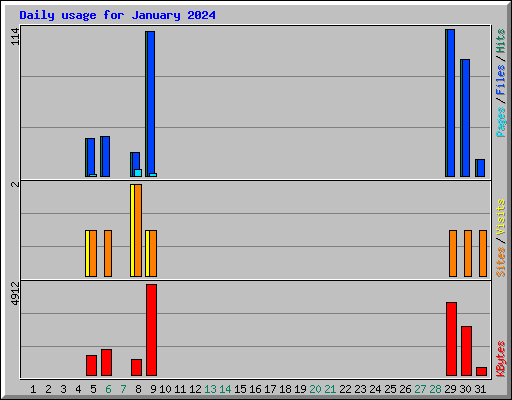 Daily usage for January 2024
114
2
4912
Pages / Files / Hits
Sites / Visits
KBytes
1 2 3 4 5 6 7 8 9 10 11 12 13 14 15 16 17 18 19 20 21 22 23 24 25 26 27 28 29 30 31